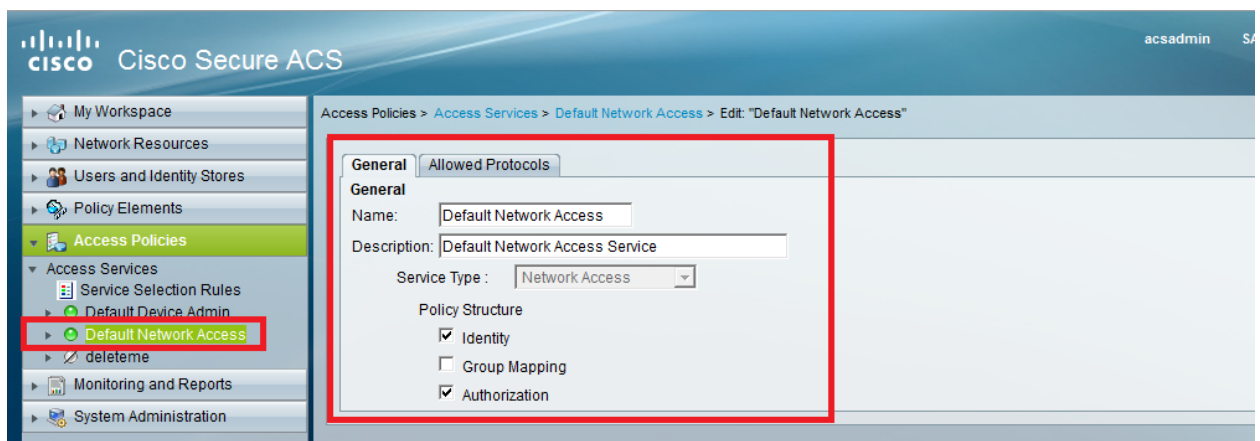 CISCO Cisco Secure ACS
acsadmin
My Workspace
Network Resources
Users and Identity Stores
Policy Elements
Access Policies
Access Services
Service Selection Rules
Default Device Admin
Default Network Access
deleteme
Monitoring and Reports
System Administration
Access Policies > Access Services > Default Network Access > Edit: "Default Network Access"
General Allowed Protocols
General
Name: Default Network Access
Description: Default Network Access Service
Service Type : Network Access
Policy Structure
Identity
Group Mapping
Authorization